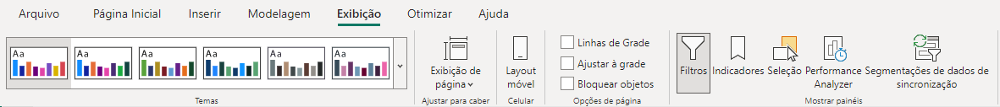 Arquivo Página Inicial Inserir Modelagem Exibição Otimizar Ajuda
Aa Aa Aa Aa Aa Aa
Temas
Exibição de
página
Ajustar para caber
Layout
móvel
Celular
Linhas de Grade
Ajustar à grade
Bloquear objetos
Opções de página
Filtros
Indicadores
Seleção
Performance
Analyzer
Segmentações de dados de
sincronização
Mostrar painéis